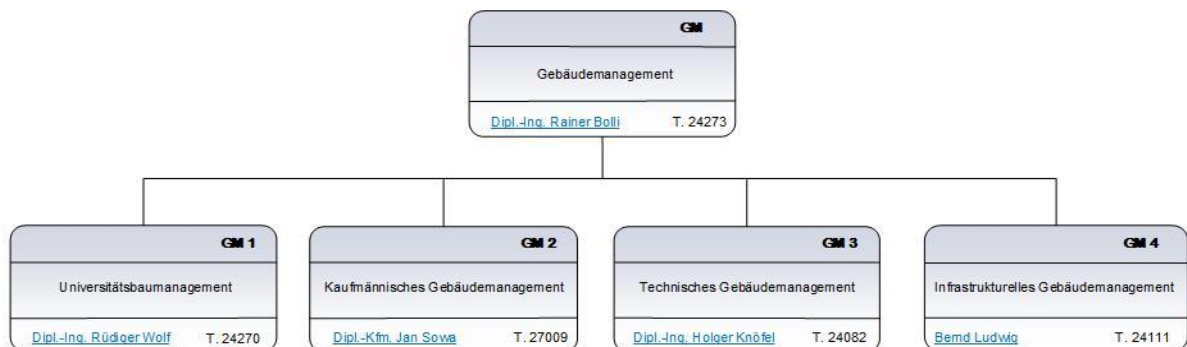 GM
Gebäudemanagement
Dipl.-Ing. Rainer Bolli T. 24273
GM 1
Universitätsbaumanagement
Dipl.-Ing. Rüdiger Wolf T. 24270
GM 2
Kaufmännisches Gebäudemanagement
Dipl.-Kfm. Jan Sowa T. 27009
GM 3
Technisches Gebäudemanagement
Dipl.-Ing. Holger Knöfel T. 24082
GM 4
Infrastrukturelles Gebäudemanagement
Bernd Ludwig T. 24111